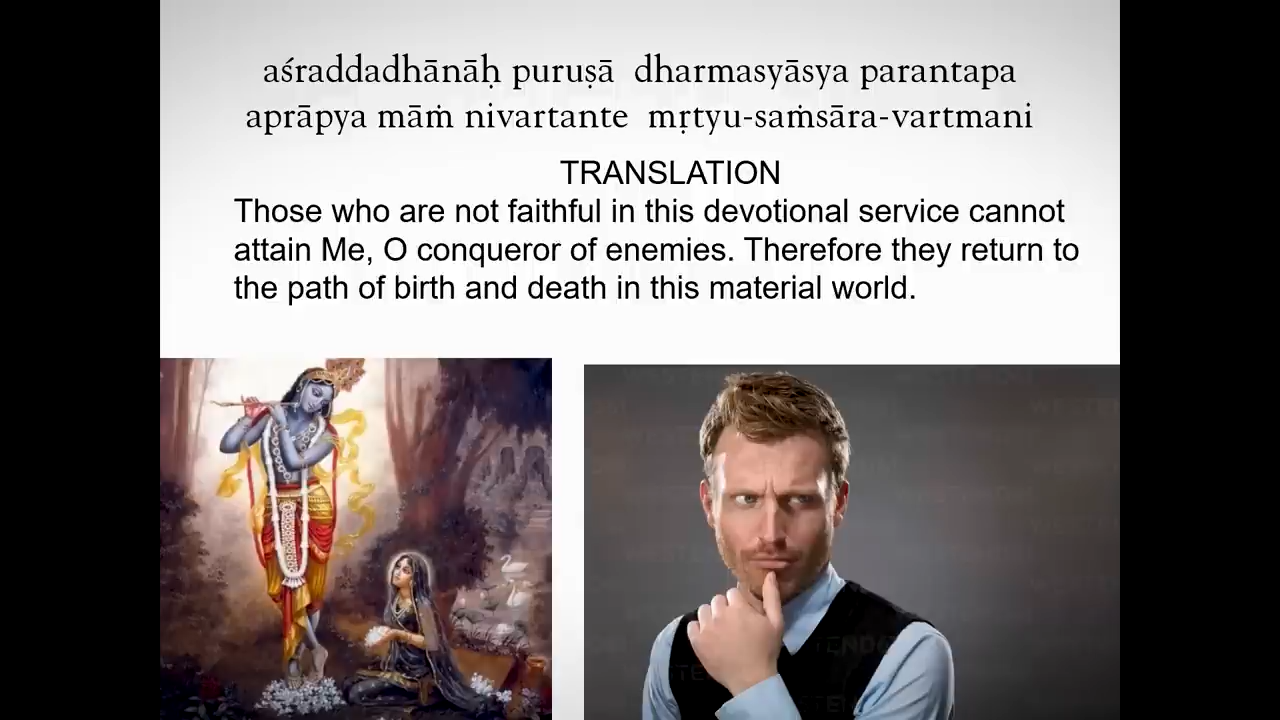 aśraddadhānāḥ puruṣā dharmasyāsya parantapa
aprāpya māṁ nivartante mṛtyu-saṁsāra-vartmani
TRANSLATION
Those who are not faithful in this devotional service cannot
attain Me, O conqueror of enemies. Therefore they return to
the path of birth and death in this material world.